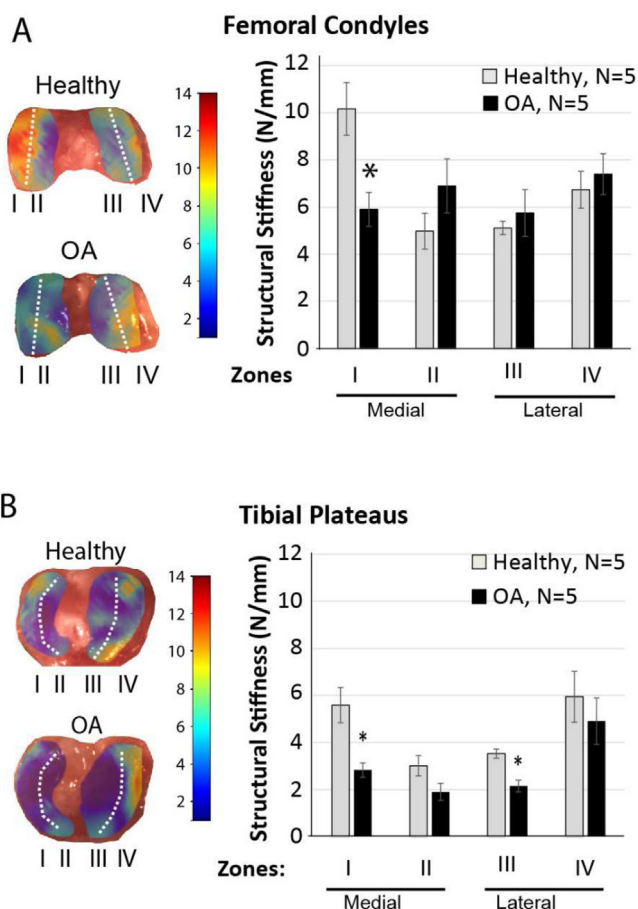 A
Femoral Condyles
Healthy
14
12
10
8
6
4
2
I II III IV
OA
I II III IV
Structural Stiffness (N/mm)
12
10
8
6
4
2
0
Healthy, N=5
OA, N=5
*
Zones I II III IV
Medial Lateral
B
Tibial Plateaus
Healthy
14
12
10
8
6
4
2
I II III IV
OA
I II III IV
Structural Stiffness (N/mm)
12
10
8
6
4
2
0
Healthy, N=5
OA, N=5
* *
Zones: I II III IV
Medial Lateral